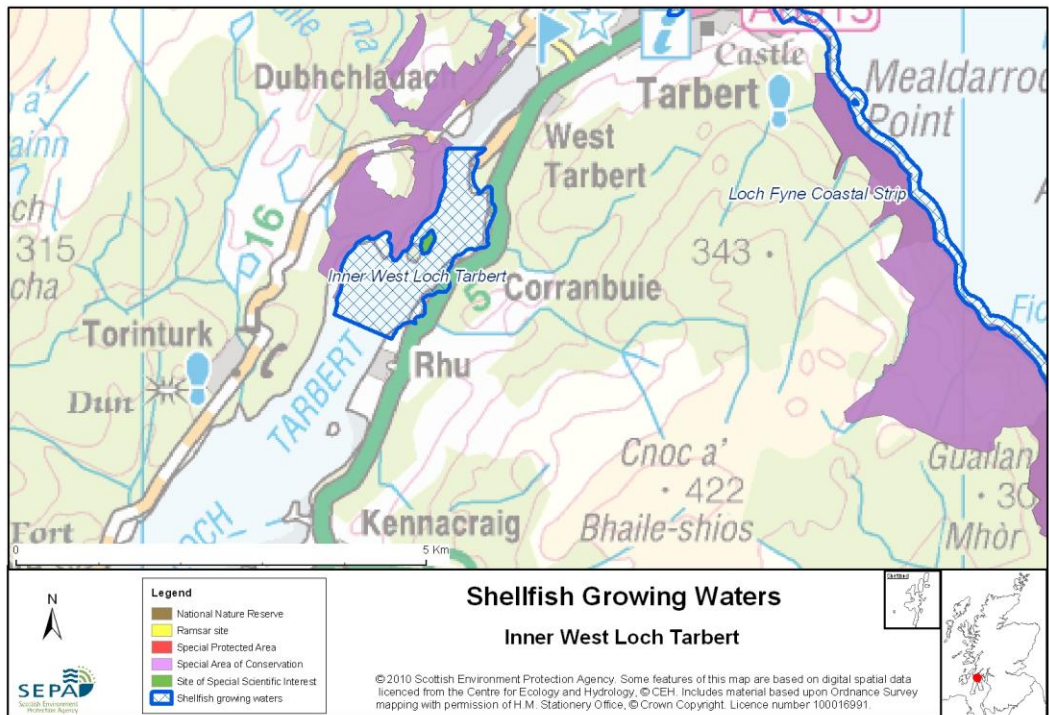 A8015
Dubhchladach
Castle
Tarbert
Mealdarroch
Point
West
Tarbert
Loch Fyne Coastal Strip
315
16
343
Inner West Loch Tarbert
5
Corranbuie
Torinturk
Rhu
TARBERT
Dun
Cnoc a'
422
Bhaile-shios
Guallan
Mhòr
LOCH
Kennacraig
Fort
0
5 Km
N
SEPA
Scottish Environment
Protection Agency
Legend
National Nature Reserve
Ramsar site
Special Protected Area
Special Area of Conservation
Site of Special Scientific Interest
Shellfish growing waters
Shellfish Growing Waters
Inner West Loch Tarbert
© 2010 Scottish Environment Protection Agency. Some features of this map are based on digital spatial data
licenced from the Centre for Ecology and Hydrology, © CEH. Includes material based upon Ordnance Survey
mapping with permission of H.M. Stationery Office, © Crown Copyright. Licence number 100016991.